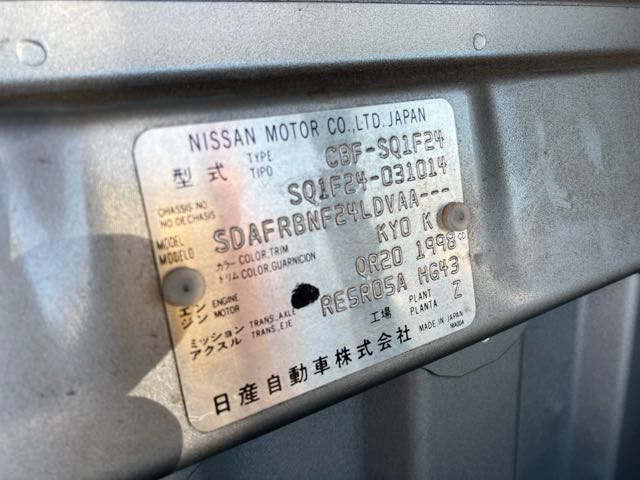 NISSAN MOTOR CO.,LTD.JAPAN
型式 TYPE TIPO CBF-SQ1F24
CHASSIS NO. NO.DECHASIS SQ1F24-031014
MODEL MODELO SDAFRBNF24LDVAA---
カラー COLOR,TRIM トリム COLOR,GUARNICION KYO K
エンジン ENGINE MOTOR QR20 1998cc
ミッション アクスル TRANS.,AXLE TRANS.,EJE RE5R05A HG43
工場 PLANT PLANTA Z
日産自動車株式会社 MADE IN JAPAN